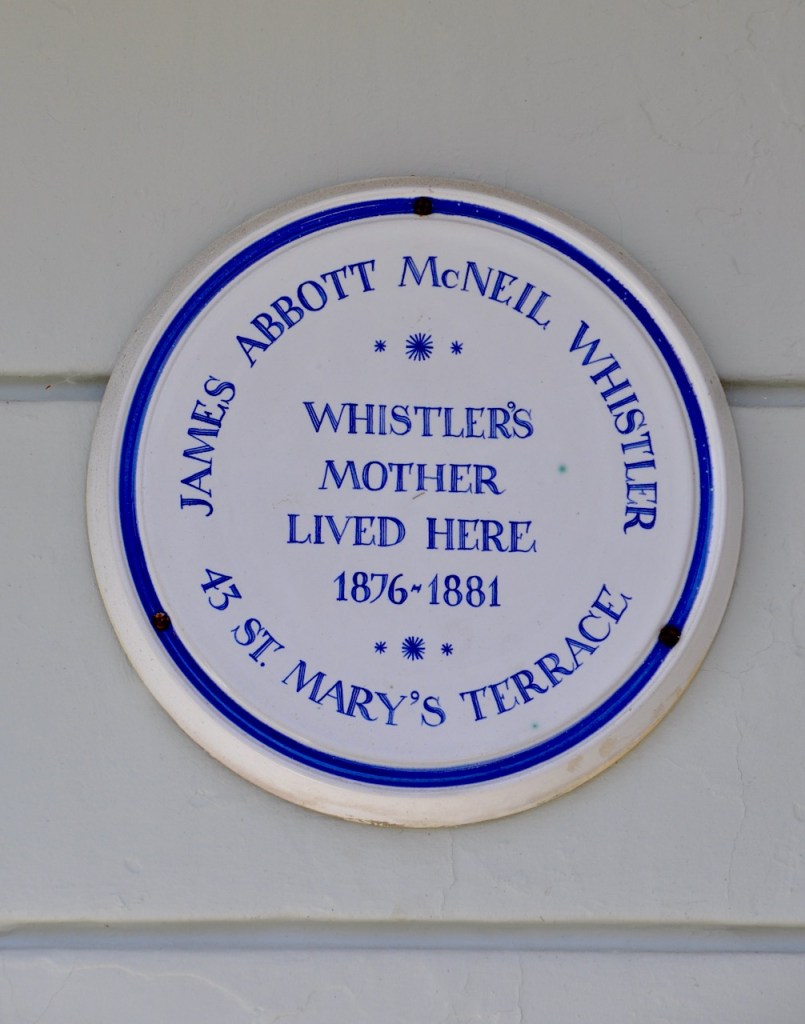 JAMES ABBOTT McNEIL WHISTLER
WHISTLER'S
MOTHER
LIVED HERE
1876-1881
43 ST. MARY'S TERRACE